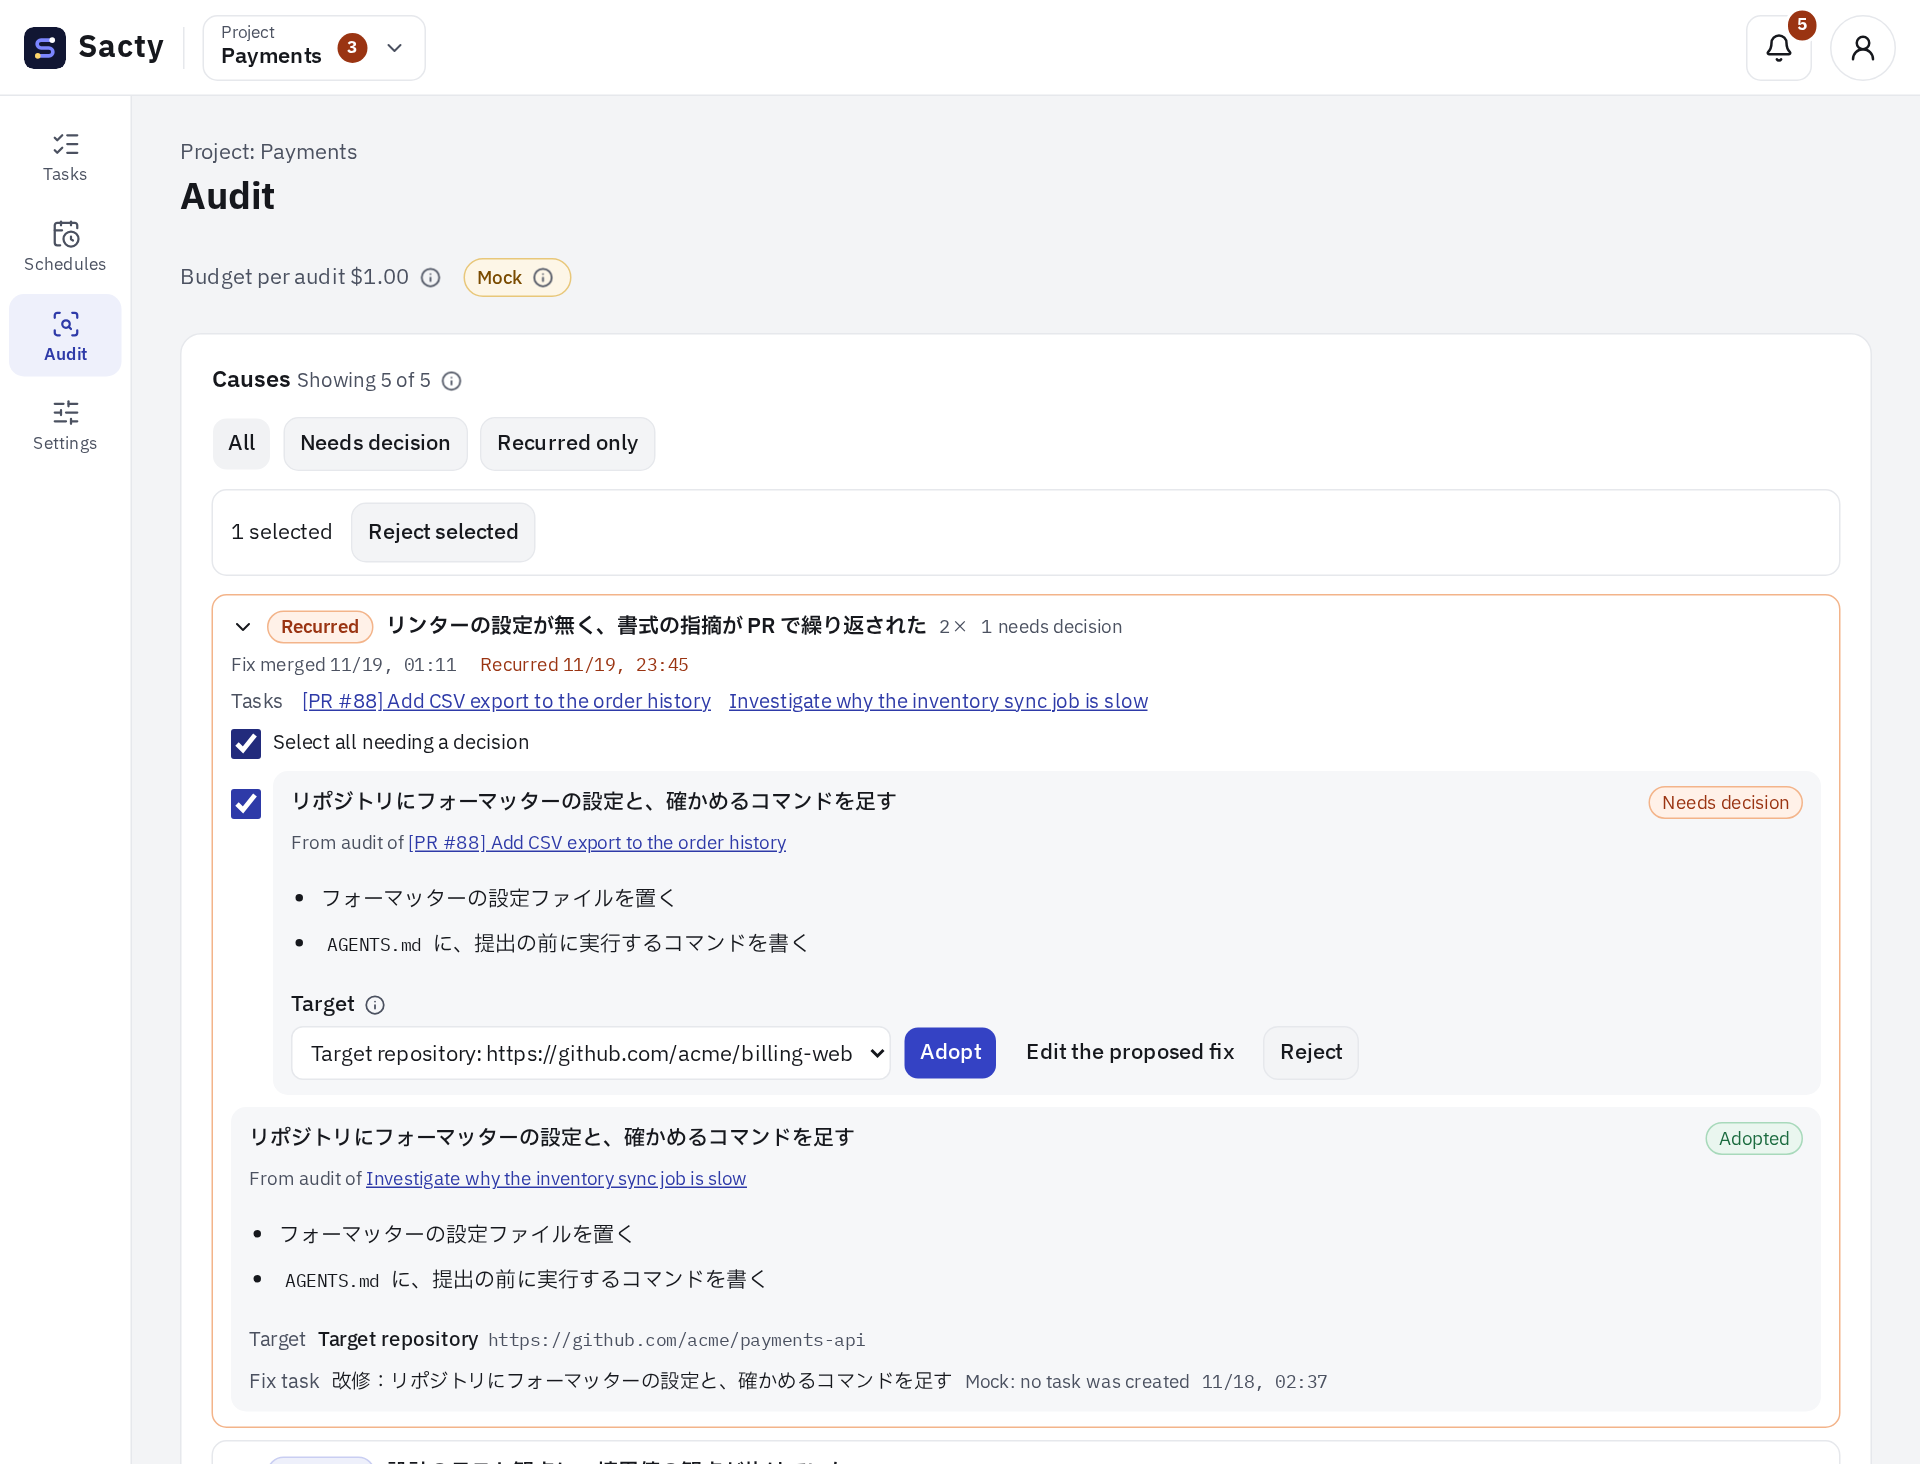 Sacty
Project
Payments 3
5
Tasks
Schedules
Audit
Settings
Project: Payments
Audit
Budget per audit $1.00 Mock
Causes Showing 5 of 5
All Needs decision Recurred only
1 selected Reject selected
Recurred リンターの設定が無く、書式の指摘が PR で繰り返された 2× 1 needs decision
Fix merged 11/19, 01:11 Recurred 11/19, 23:45
Tasks [PR #88] Add CSV export to the order history Investigate why the inventory sync job is slow
Select all needing a decision
リポジトリにフォーマッターの設定と、確かめるコマンドを足す Needs decision
From audit of [PR #88] Add CSV export to the order history
• フォーマッターの設定ファイルを置く
• AGENTS.md に、提出の前に実行するコマンドを書く
Target
Target repository: https://github.com/acme/billing-web Adopt Edit the proposed fix Reject
リポジトリにフォーマッターの設定と、確かめるコマンドを足す Adopted
From audit of Investigate why the inventory sync job is slow
• フォーマッターの設定ファイルを置く
• AGENTS.md に、提出の前に実行するコマンドを書く
Target Target repository https://github.com/acme/payments-api
Fix task 改修：リポジトリにフォーマッターの設定と、確かめるコマンドを足す Mock: no task was created 11/18, 02:37